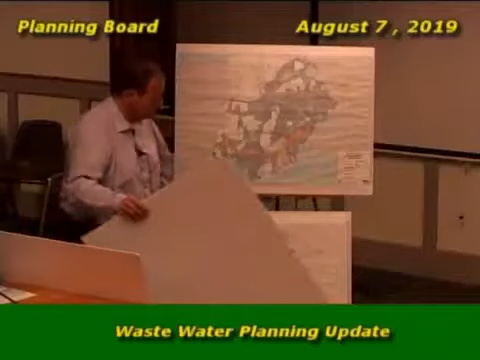 Planning Board
August 7 , 2019
Waste Water Planning Update